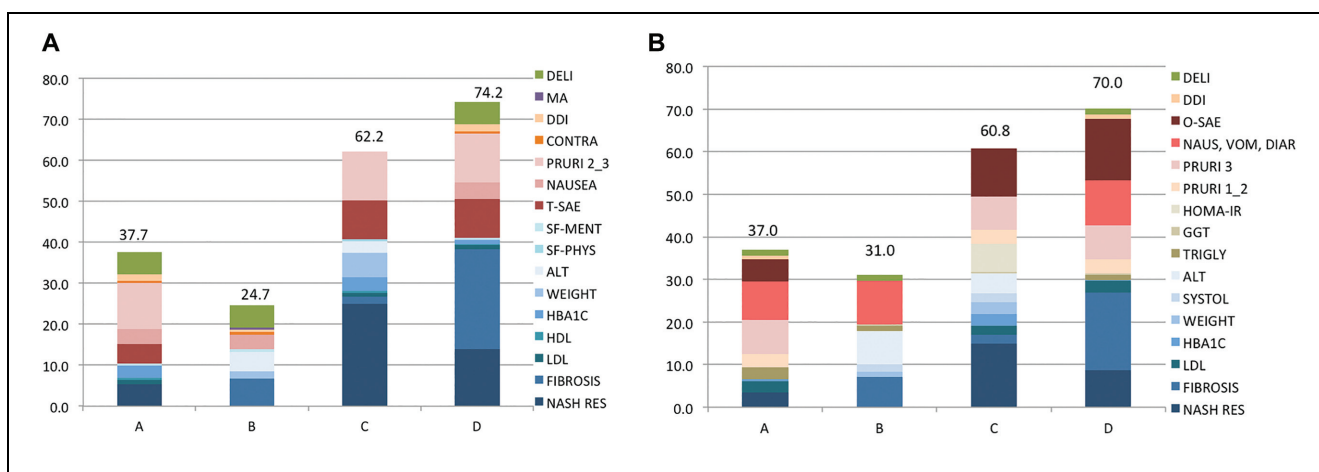 A
80.0
70.0
60.0
50.0
40.0
30.0
20.0
10.0
0.0
37.7
24.7
62.2
74.2
A B C D
DELI
MA
DDI
CONTRA
PRURI 2_3
NAUSEA
T-SAE
SF-MENT
SF-PHYS
ALT
WEIGHT
HBA1C
HDL
LDL
FIBROSIS
NASH RES
B
80.0
70.0
60.0
50.0
40.0
30.0
20.0
10.0
0.0
37.0
31.0
60.8
70.0
A B C D
DELI
DDI
O-SAE
NAUS, VOM, DIAR
PRURI 3
PRURI 1_2
HOMA-IR
GGT
TRIGLY
ALT
SYSTOL
WEIGHT
HBA1C
LDL
FIBROSIS
NASH RES